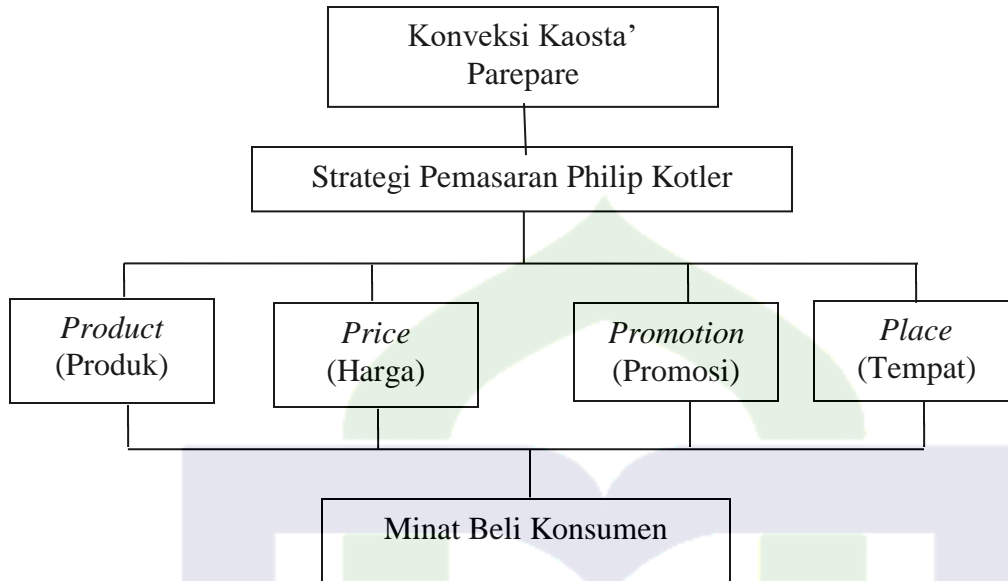 Konveksi Kaosta’
Parepare
Strategi Pemasaran Philip Kotler
Product
(Produk)
Price
(Harga)
Promotion
(Promosi)
Place
(Tempat)
Minat Beli Konsumen